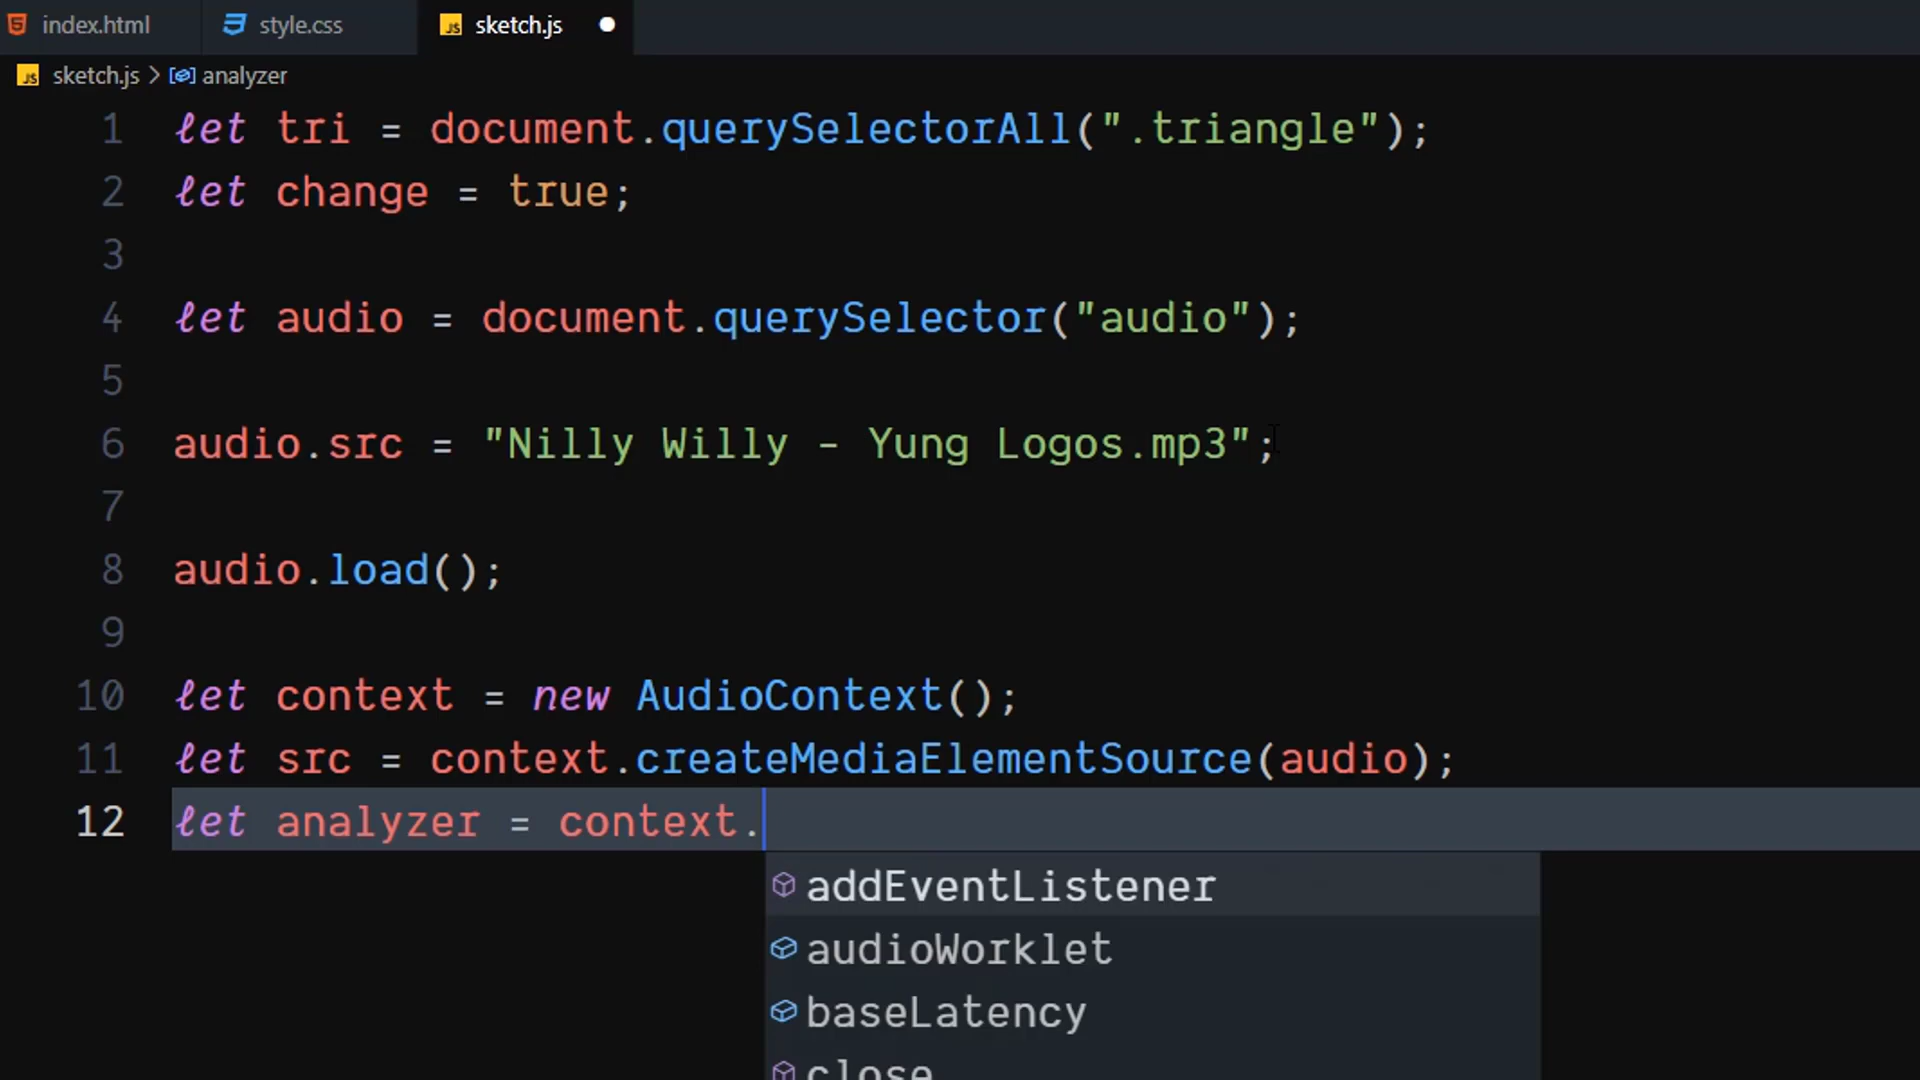 index.html style.css JS sketch.js
JS sketch.js > analyzer
1 let tri = document.querySelectorAll(".triangle");
2 let change = true;
3
4 let audio = document.querySelector("audio");
5
6 audio.src = "Nilly Willy - Yung Logos.mp3";
7
8 audio.load();
9
10 let context = new AudioContext();
11 let src = context.createMediaElementSource(audio);
12 let analyzer = context.
addEventListener
audioWorklet
baseLatency
close